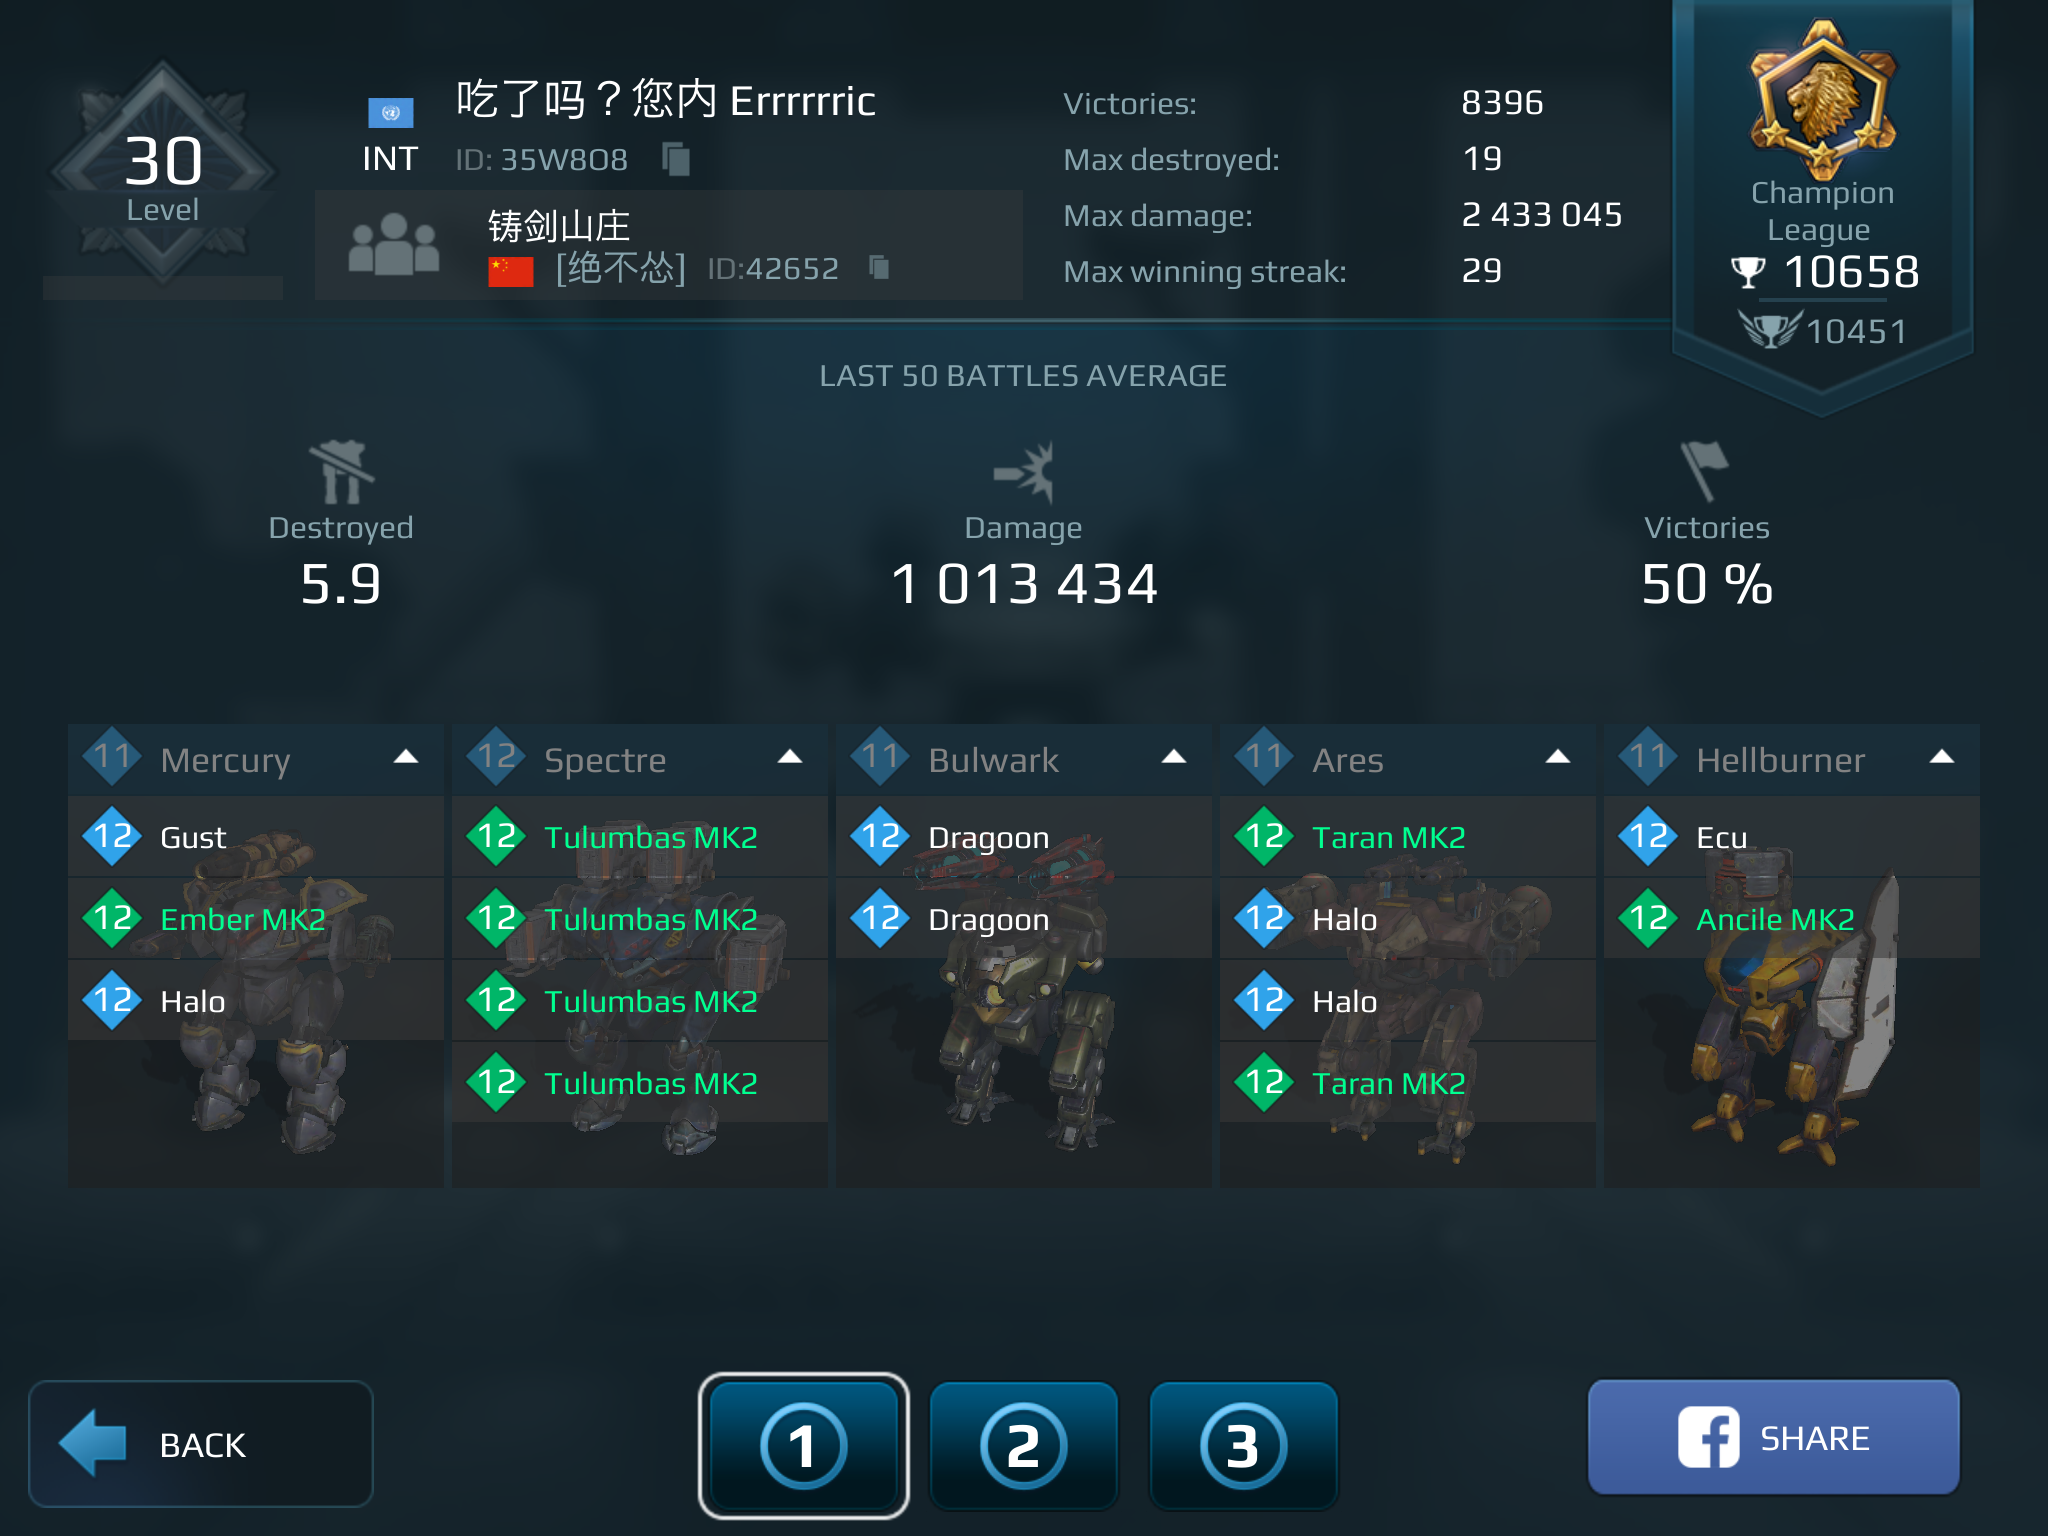 30
Level
INT
吃了吗？您内 Errrrrric
ID: 35W8O8
铸剑山庄
[绝不怂] ID:42652
Victories: 8396
Max destroyed: 19
Max damage: 2 433 045
Max winning streak: 29
Champion
League
10658
10451
LAST 50 BATTLES AVERAGE
Destroyed
5.9
Damage
1 013 434
Victories
50 %
11 Mercury
12 Gust
12 Ember MK2
12 Halo
12 Spectre
12 Tulumbas MK2
12 Tulumbas MK2
12 Tulumbas MK2
12 Tulumbas MK2
11 Bulwark
12 Dragoon
12 Dragoon
11 Ares
12 Taran MK2
12 Halo
12 Halo
12 Taran MK2
11 Hellburner
12 Ecu
12 Ancile MK2
BACK
1
2
3
SHARE